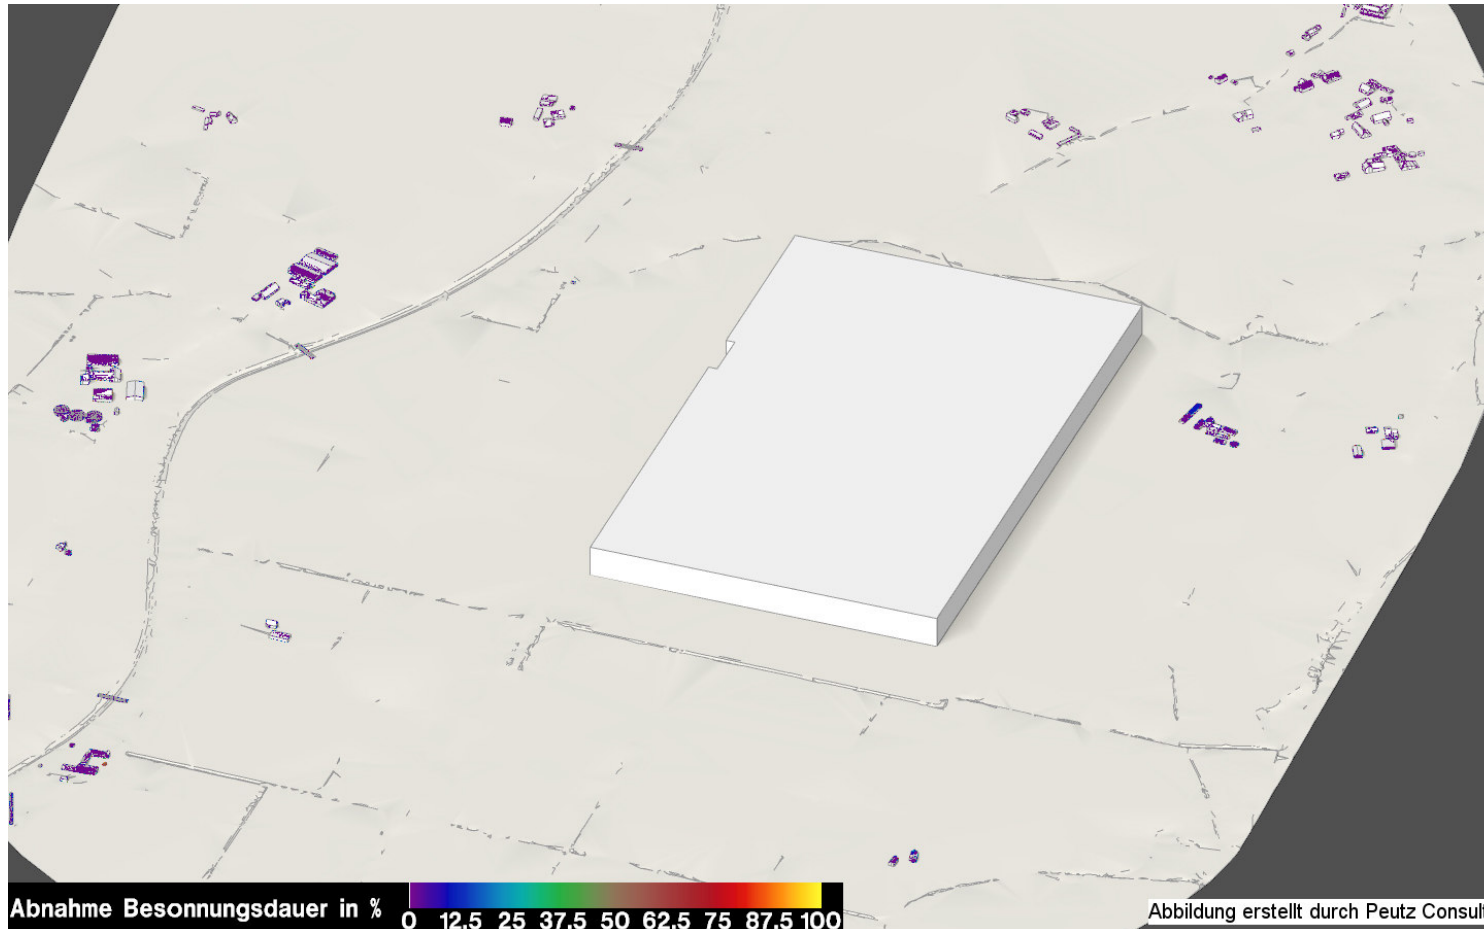 Abnahme Besonnungsdauer in %
0 12,5 25 37,5 50 62,5 75 87,5 100
Abbildung erstellt durch Peutz Consult